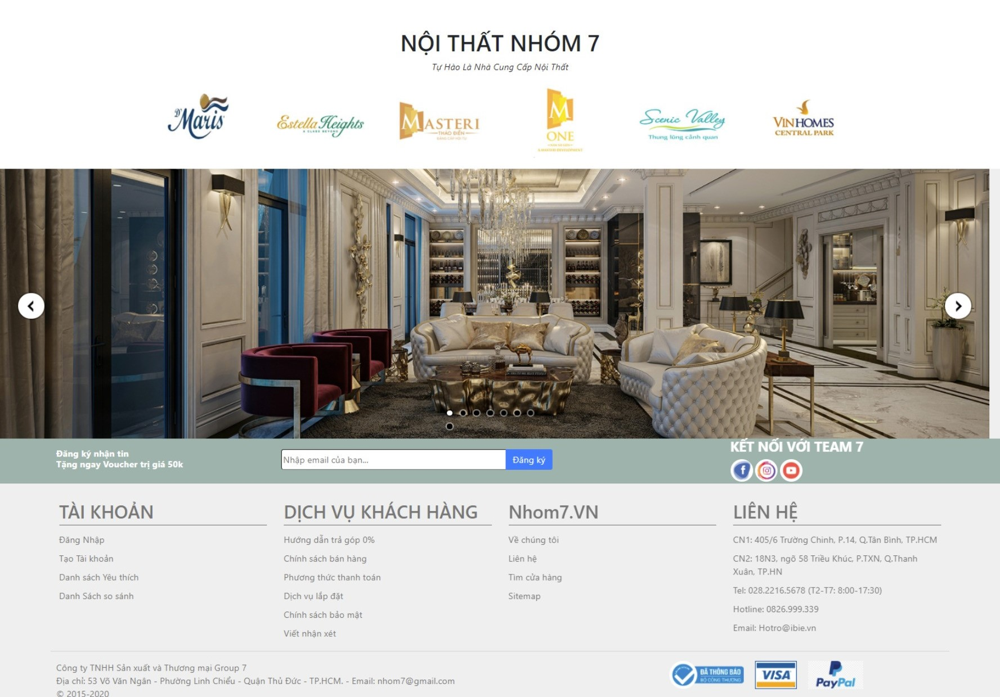 NỘI THẤT NHÓM 7
Tự Hào Là Nhà Cung Cấp Nội Thất
D' Maris
Estella Heights
A CLASS BEYOND
MASTERI
THẢO ĐIỀN
ĐẲNG CẤP HỘI TỤ
M
ONE
A MASTERI DEVELOPMENT
Scenic Valley
Thung lũng cảnh quan
VINHOMES
CENTRAL PARK
Đăng ký nhận tin
Tặng ngay Voucher trị giá 50k
Nhập email của bạn...
Đăng ký
KẾT NỐI VỚI TEAM 7
TÀI KHOẢN
Đăng Nhập
Tạo Tài khoản
Danh sách Yêu thích
Danh Sách so sánh
DỊCH VỤ KHÁCH HÀNG
Hướng dẫn trả góp 0%
Chính sách bán hàng
Phương thức thanh toán
Dịch vụ lắp đặt
Chính sách bảo mật
Viết nhận xét
Nhom7.VN
Về chúng tôi
Liên hệ
Tìm cửa hàng
Sitemap
LIÊN HỆ
CN1: 405/6 Trường Chinh, P.14, Q.Tân Bình, TP.HCM
CN2: 18N3, ngõ 58 Triều Khúc, P.TXN, Q.Thanh
Xuân, TP.HN
Tel: 028.2216.5678 (T2-T7: 8:00-17:30)
Hotline: 0826.999.339
Email: Hotro@ibie.vn
Công ty TNHH Sản xuất và Thương mại Group 7
Địa chỉ: 53 Võ Văn Ngân - Phường Linh Chiểu - Quận Thủ Đức - TP.HCM. - Email: nhom7@gmail.com
© 2015-2020
ĐÃ THÔNG BÁO
BỘ CÔNG THƯƠNG
VISA
PayPal